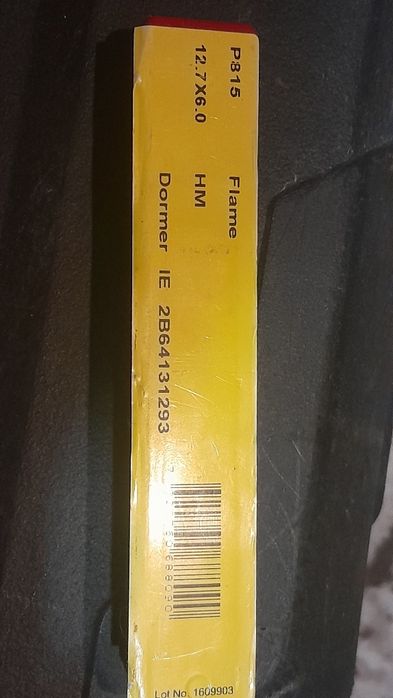 P815 Flame
12.7X6.0 HM
Dormer IE 2B64131293
Lot No. 1609903